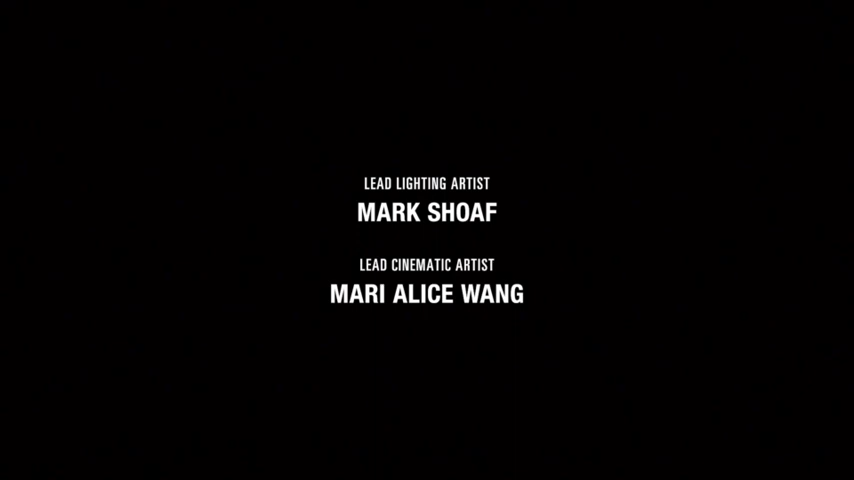 LEAD LIGHTING ARTIST
MARK SHOAF
LEAD CINEMATIC ARTIST
MARI ALICE WANG